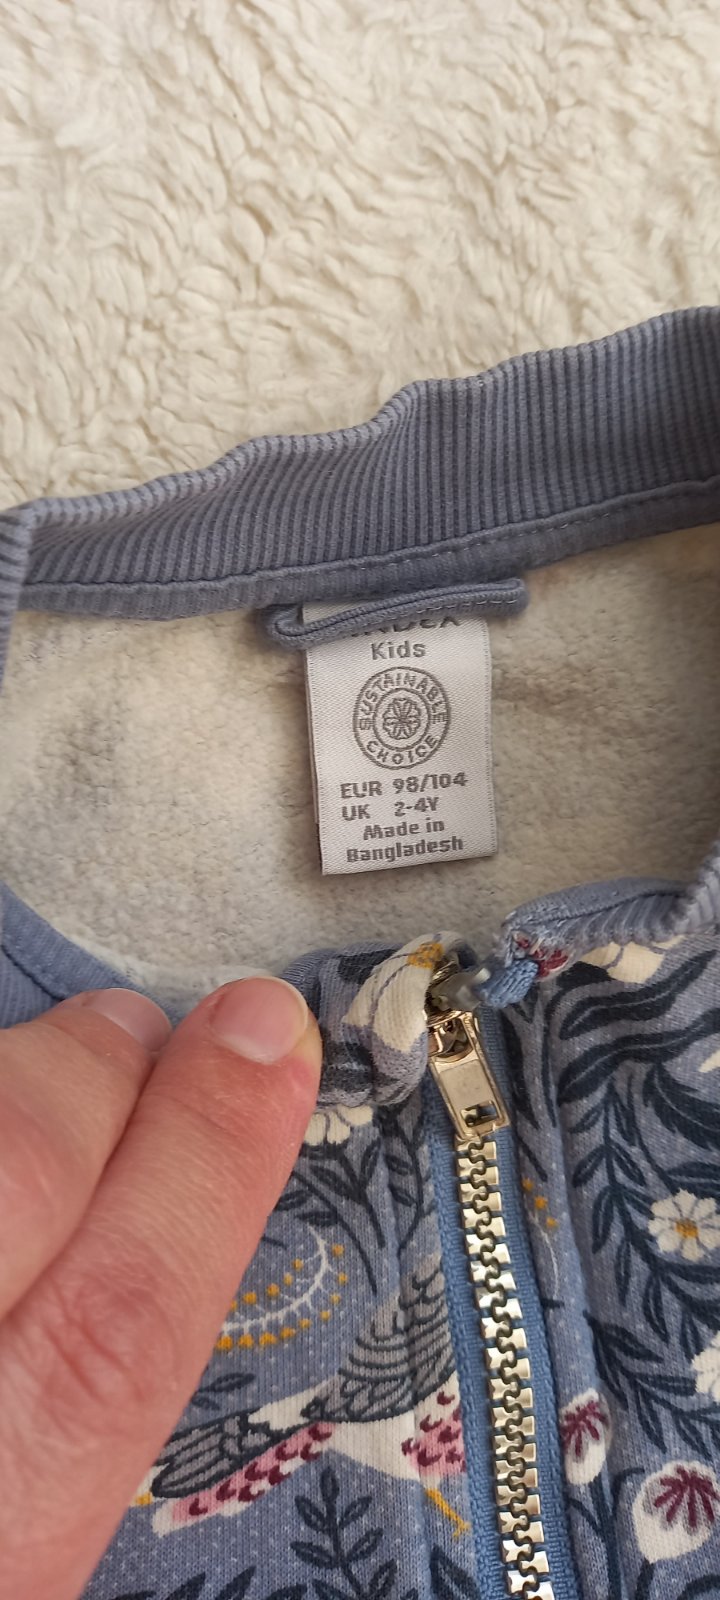 Kids
SUSTAINABLE
CHOICE
EUR 98/104
UK 2-4Y
Made in
Bangladesh